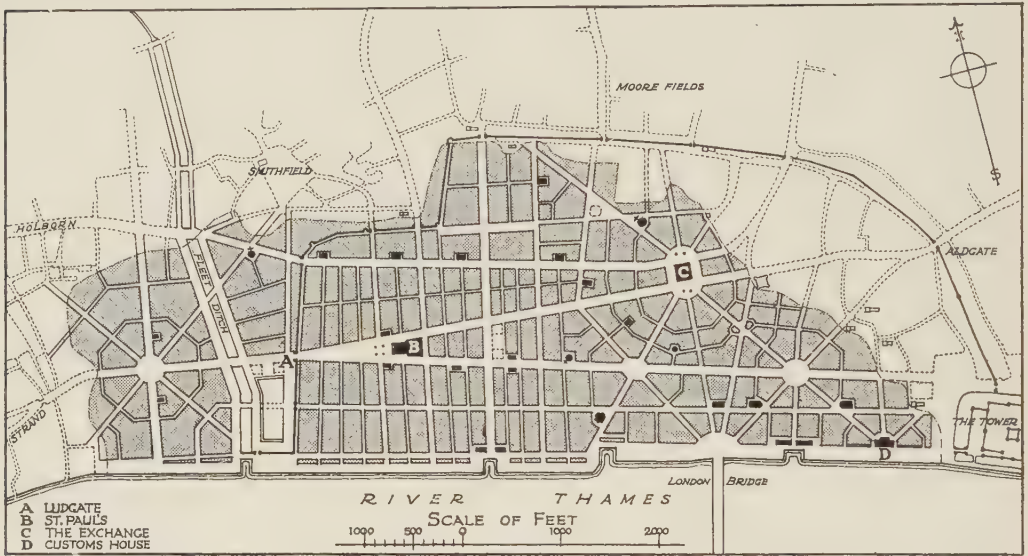 MOORE FIELDS
S
SMITHFIELD
HOLBORN
FLEET DITCH
ALDGATE
C
B
A
STRAND
THE TOWER
D
LONDON BRIDGE
RIVER THAMES
A LUDGATE
B ST. PAUL'S
C THE EXCHANGE
D CUSTOMS HOUSE
SCALE OF FEET
1000 500 0 1000 2000